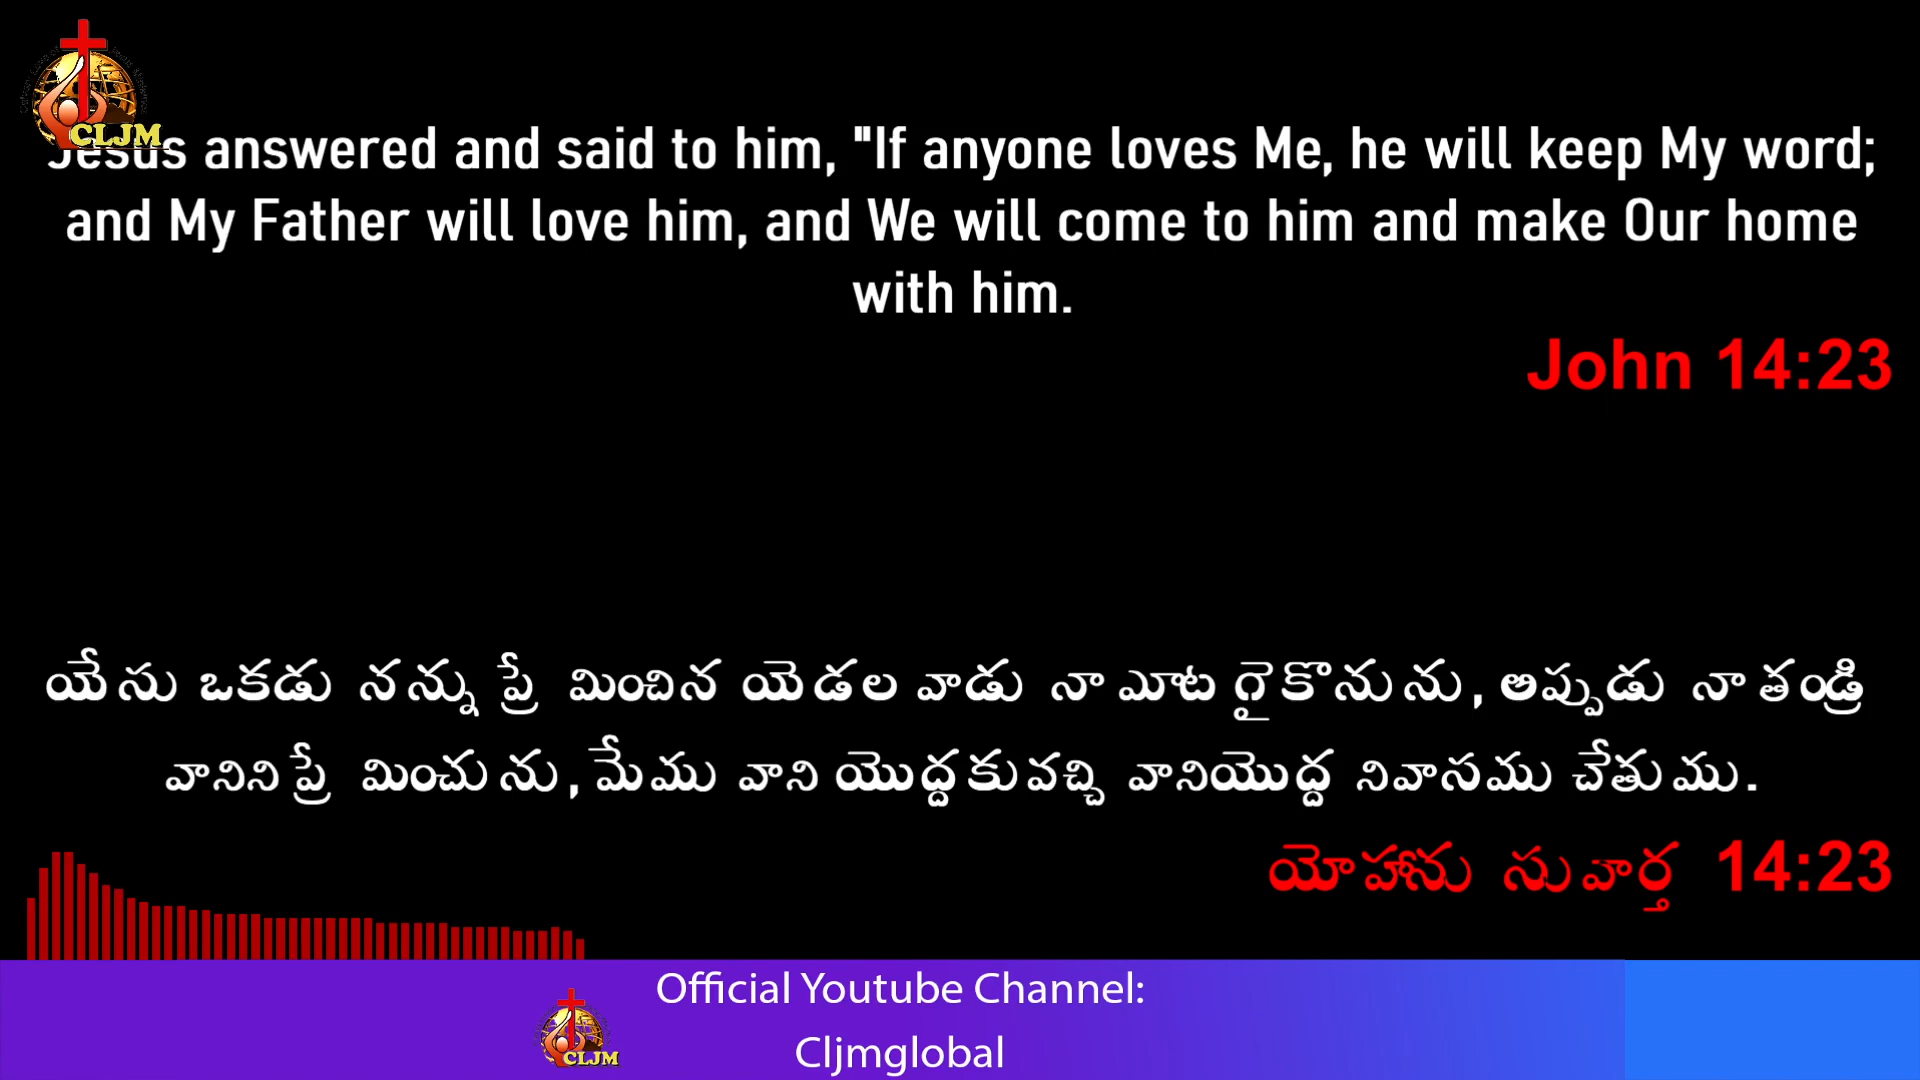 CLJM
Jesus answered and said to him, "If anyone loves Me, he will keep My word;
and My Father will love him, and We will come to him and make Our home
with him.
John 14:23
యేసు ఒకడు నన్ను ప్రే మించిన యెడల వాడు నా మాట గైకొనును, అప్పుడు నా తండ్రి
వానిని ప్రే మించును, మేము వాని యొద్దకు వచ్చి వానియొద్ద నివాసము చేతుము.
యోహాను సువార్త 14:23
Official Youtube Channel:
CLJM
Cljmglobal